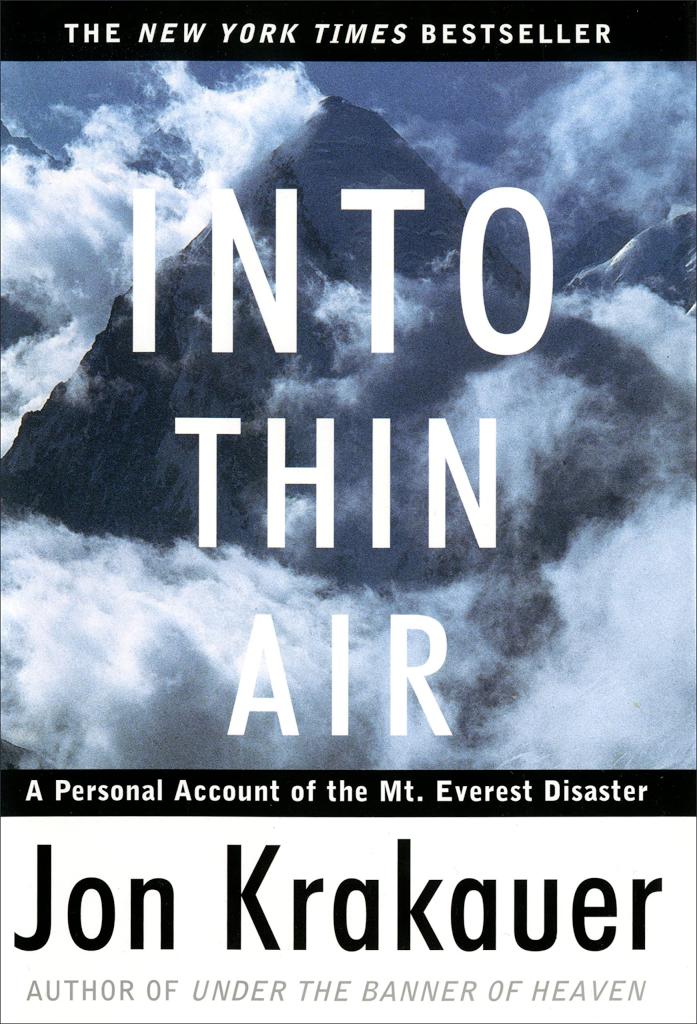 THE NEW YORK TIMES BESTSELLER
INTO
THIN
AIR
A Personal Account of the Mt. Everest Disaster
Jon Krakauer
AUTHOR OF UNDER THE BANNER OF HEAVEN